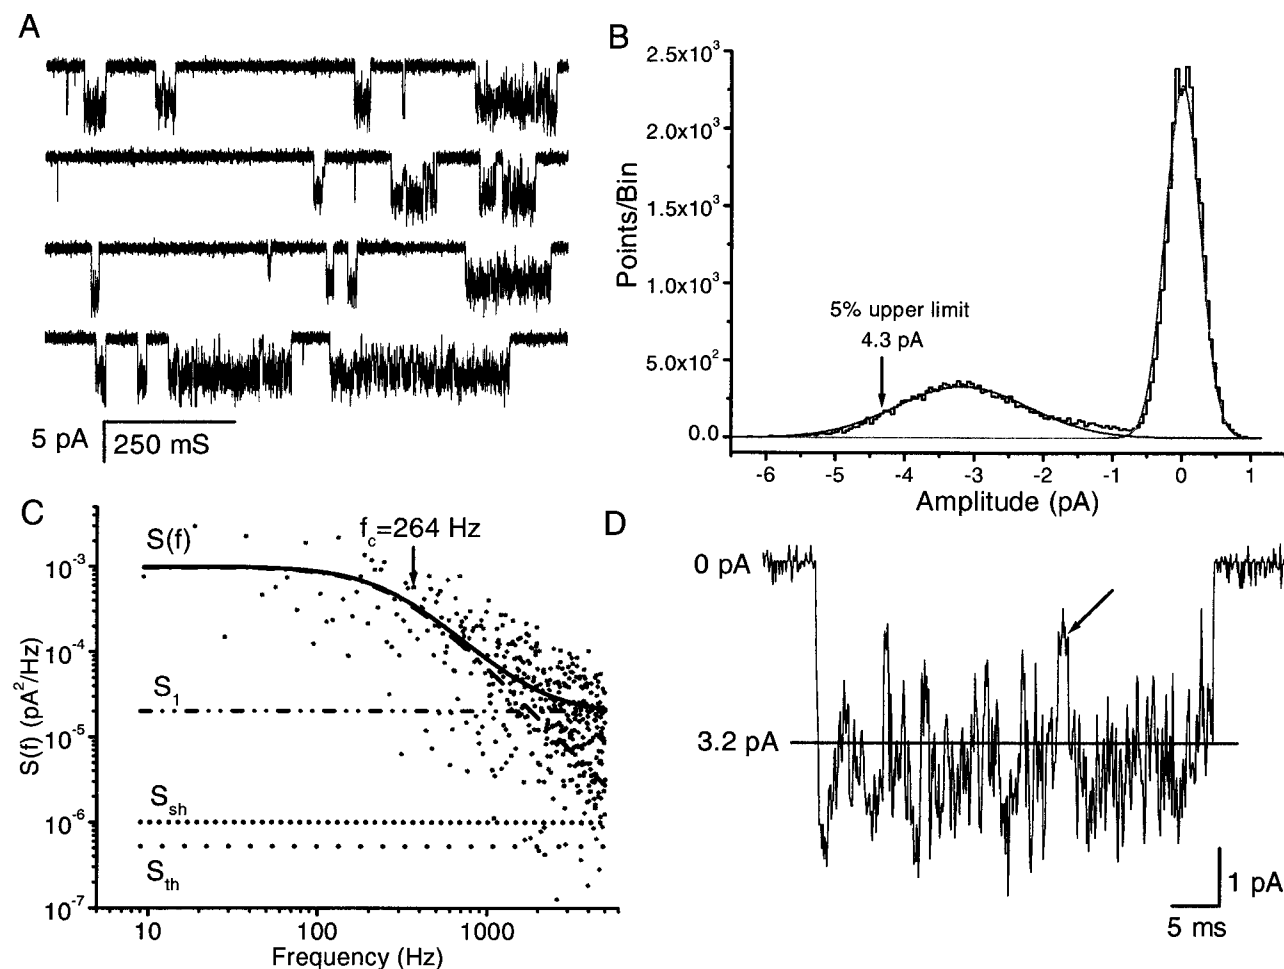 A
5 pA
250 mS
B
2.5x10³
2.0x10³
1.5x10³
1.0x10³
5.0x10²
0.0
Points/Bin
5% upper limit
4.3 pA
-6 -5 -4 -3 -2 -1 0 1
Amplitude (pA)
C
S(f)
f_c=264 Hz
10⁻³
10⁻⁴
10⁻⁵
10⁻⁶
10⁻⁷
S(f) (pA²/Hz)
S₁
S_sh
S_th
10 100 1000
Frequency (Hz)
D
0 pA
3.2 pA
1 pA
5 ms